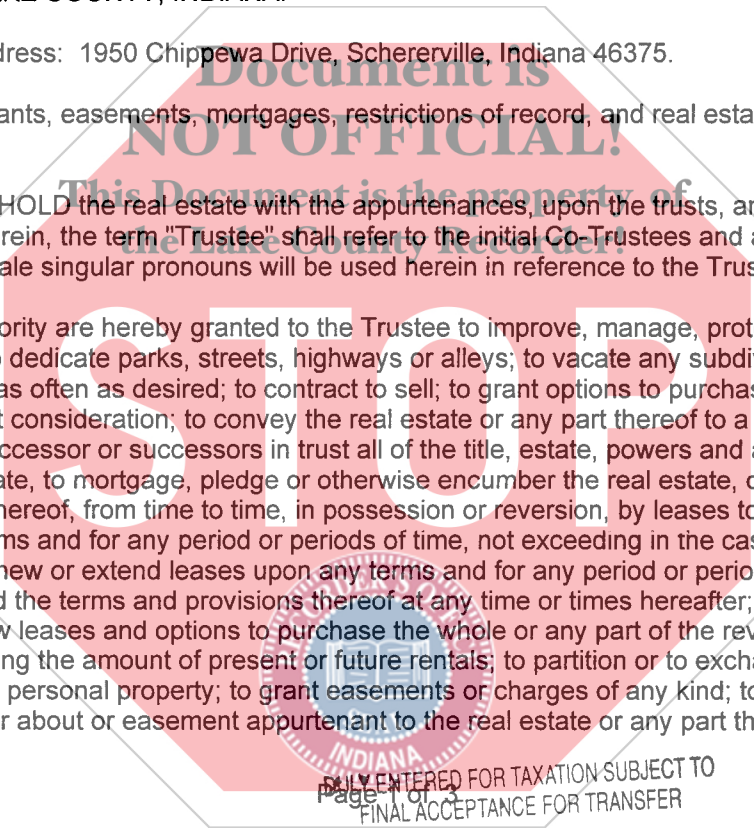 KE COUNTY, INDIANA.
dress: 1950 Chippewa Drive, Schererville, Indiana 46375.
Document is
ants, easements, mortgages, restrictions of record, and real esta
NOT OFFICIAL!
This Document is the property of
HOLD the real estate with the appurtenances, upon the trusts, an
the Lake County Recorder!
rein, the term "Trustee" shall refer to the initial Co-Trustees and a
ale singular pronouns will be used herein in reference to the Trus
ority are hereby granted to the Trustee to improve, manage, prot
o dedicate parks, streets, highways or alleys; to vacate any subdi
as often as desired; to contract to sell; to grant options to purchas
t consideration; to convey the real estate or any part thereof to a
ccessor or successors in trust all of the title, estate, powers and a
ate, to mortgage, pledge or otherwise encumber the real estate, o
hereof, from time to time, in possession or reversion, by leases to
ms and for any period or periods of time, not exceeding in the cas
new or extend leases upon any terms and for any period or perio
d the terms and provisions thereof at any time or times hereafter;
w leases and options to purchase the whole or any part of the rev
ing the amount of present or future rentals; to partition or to excha
personal property; to grant easements or charges of any kind; to
r about or easement appurtenant to the real estate or any part th
STOP
INDIANA
DULY ENTERED FOR TAXATION SUBJECT TO
Page 1 of 3
FINAL ACCEPTANCE FOR TRANSFER